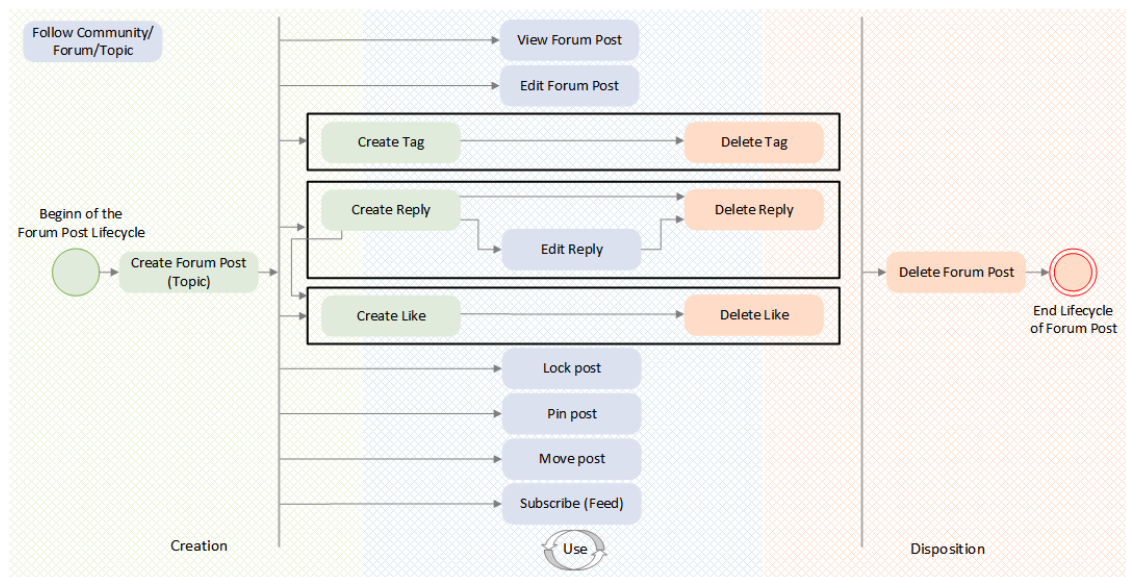 Follow Community/
Forum/Topic
View Forum Post
Edit Forum Post
Create Tag
Delete Tag
Create Reply
Delete Reply
Edit Reply
Beginn of the
Forum Post Lifecycle
Create Forum Post
(Topic)
Delete Forum Post
End Lifecycle
of Forum Post
Create Like
Delete Like
Lock post
Pin post
Move post
Subscribe (Feed)
Creation
Use
Disposition